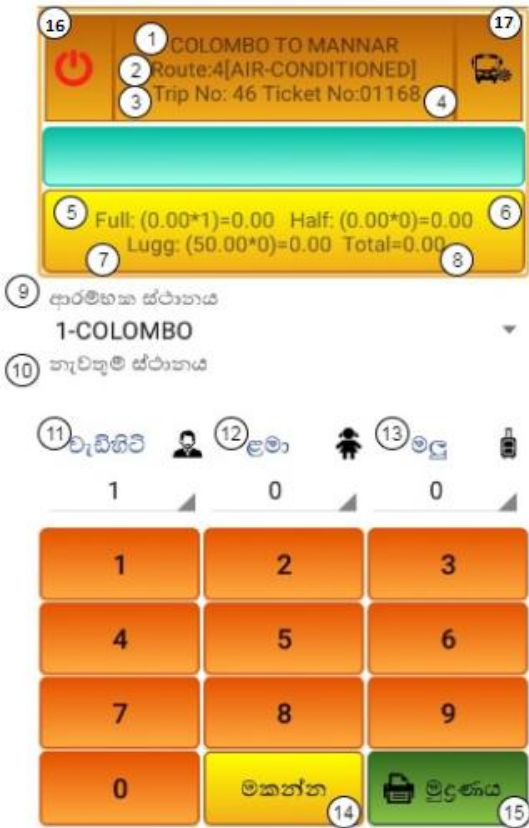 16 17
1 COLOMBO TO MANNAR
2 Route:4[AIR-CONDITIONED]
3 Trip No: 46 Ticket No:01168 4
5 Full: (0.00*1)=0.00 Half: (0.00*0)=0.00 6
7 Lugg: (50.00*0)=0.00 Total=0.00 8
9 ආරම්භක ස්ථානය
1-COLOMBO
10 නැවතුම් ස්ථානය
11 වැඩිහිටි 12 ළමා 13 මලු
1 0 0
1 2 3
4 5 6
7 8 9
0 මකන්න 14 මුද්‍රණය 15